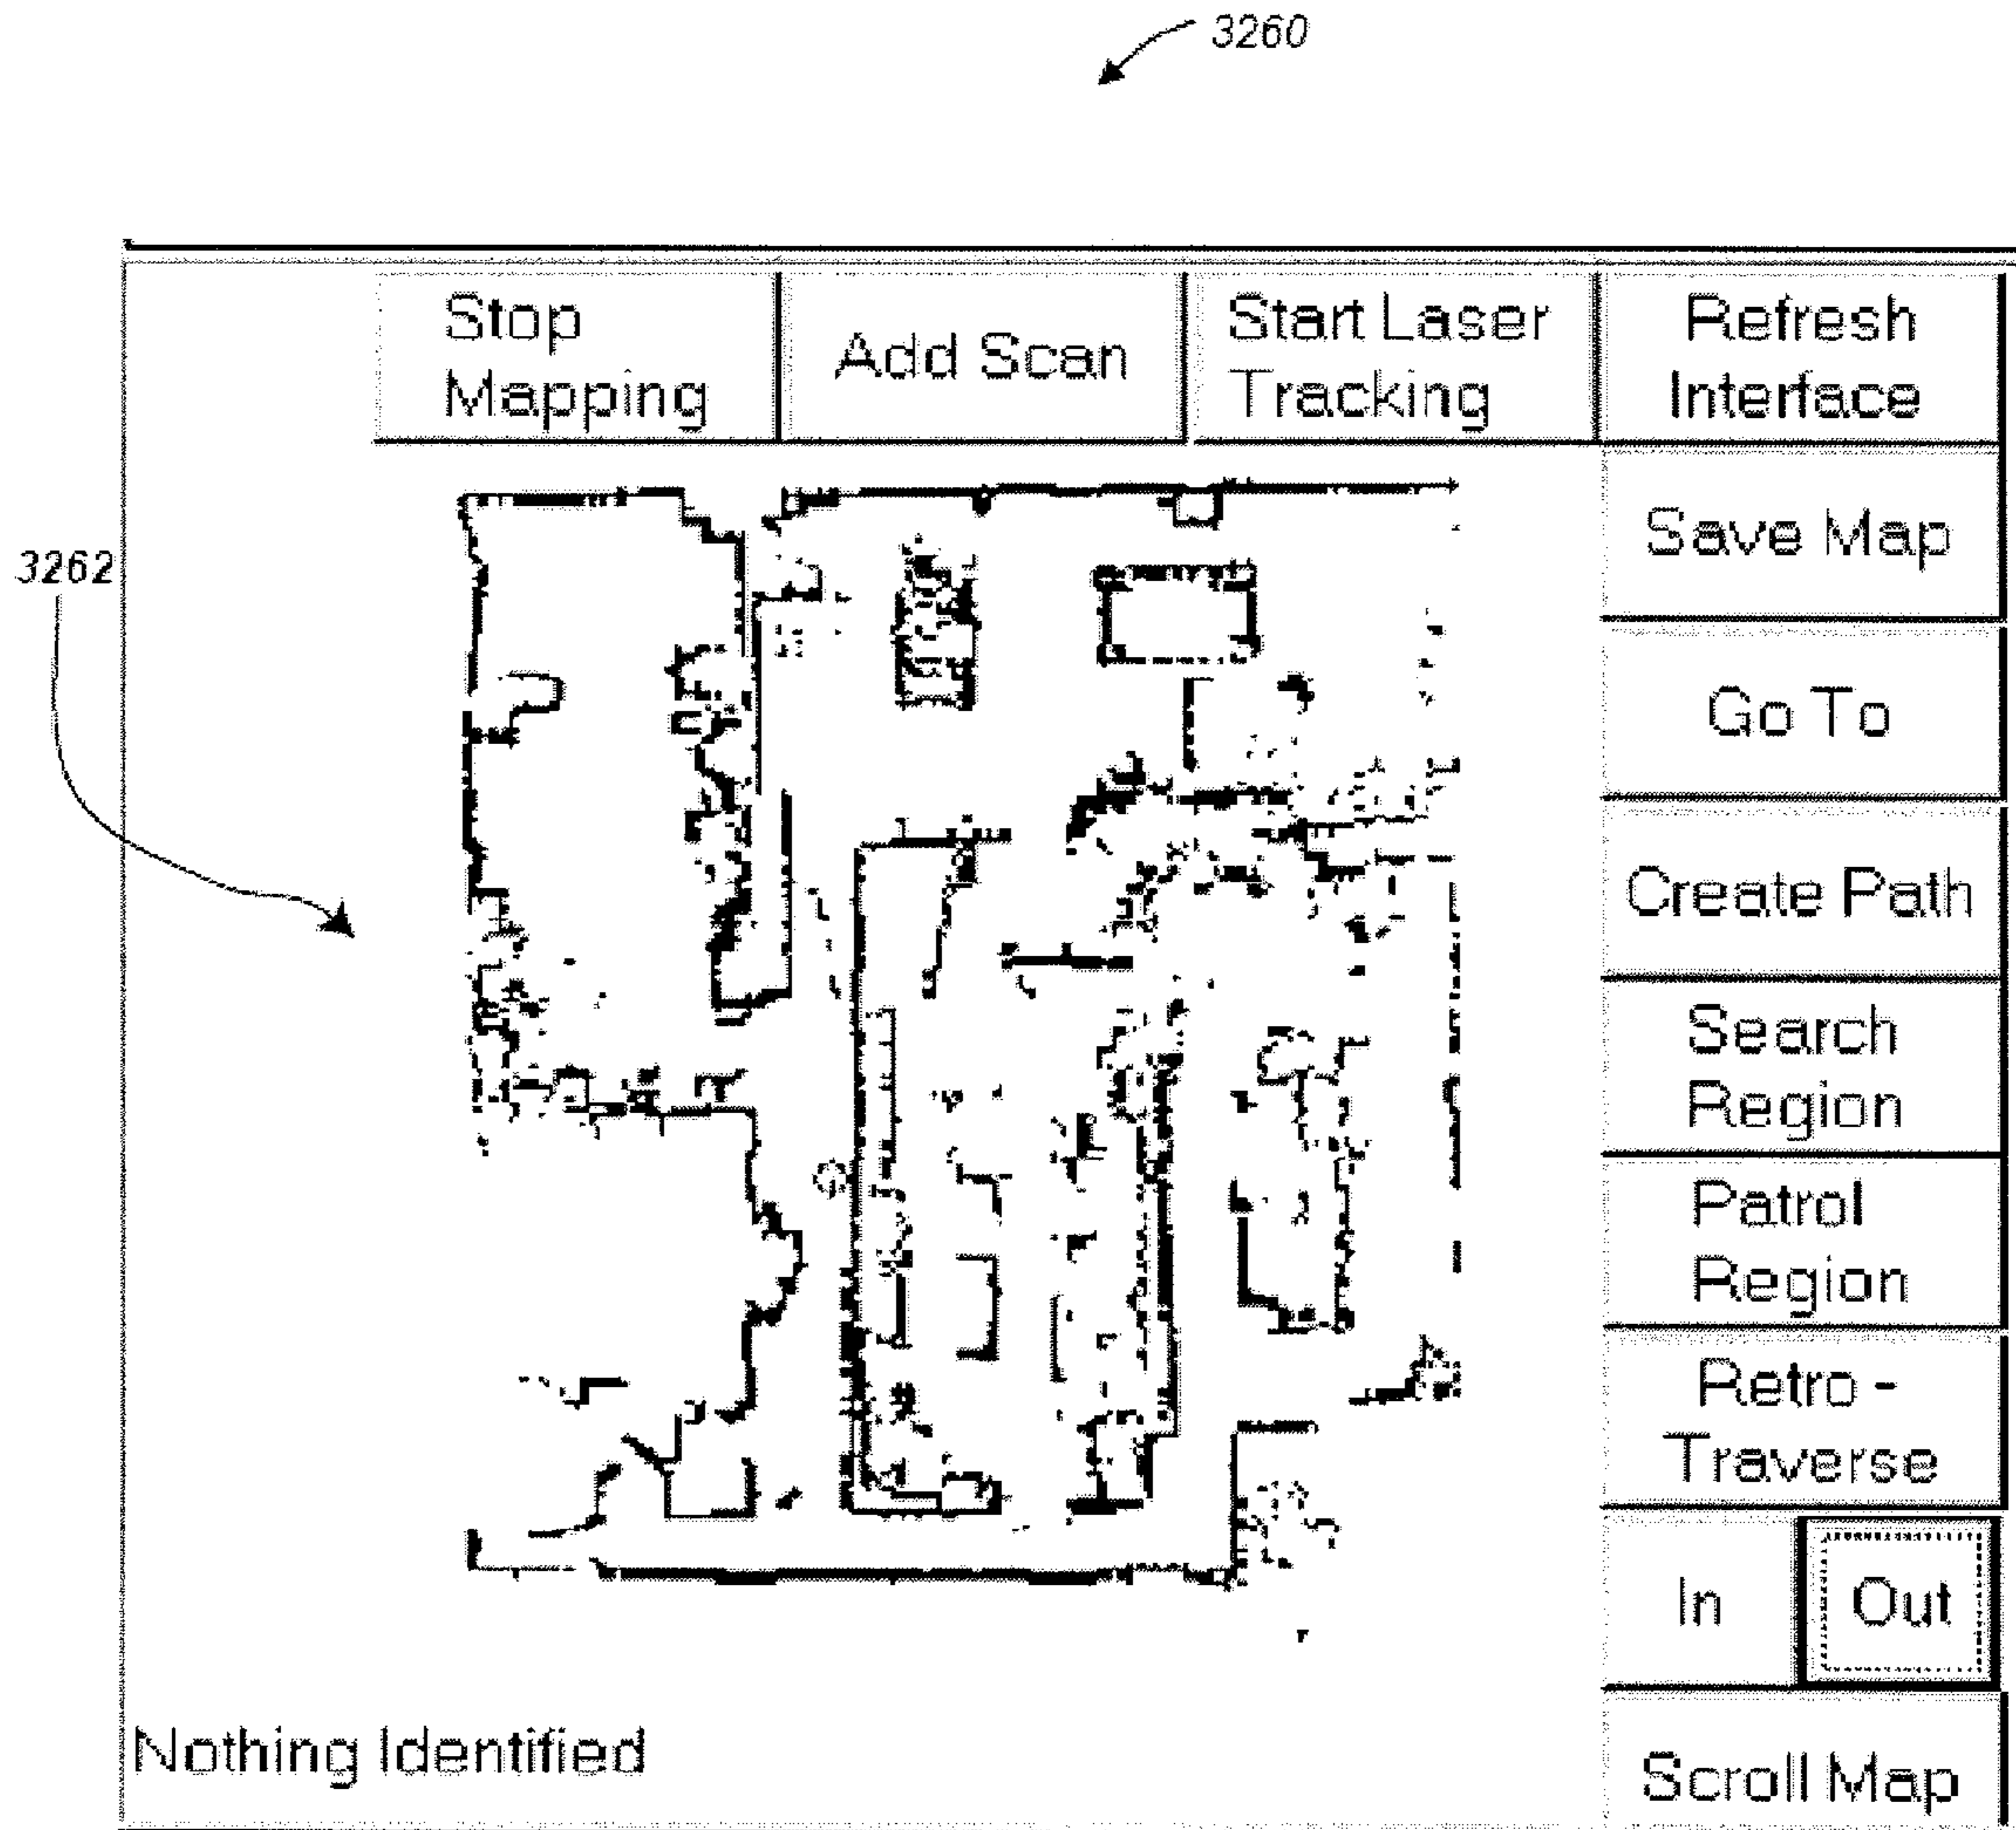 3260
Stop
Mapping
Add Scan
Start Laser
Tracking
Refresh
Interface
Save Map
3262
Go To
Create Path
Search
Region
Patrol
Region
Retro -
Traverse
In
Out
Nothing Identified
Scroll Map